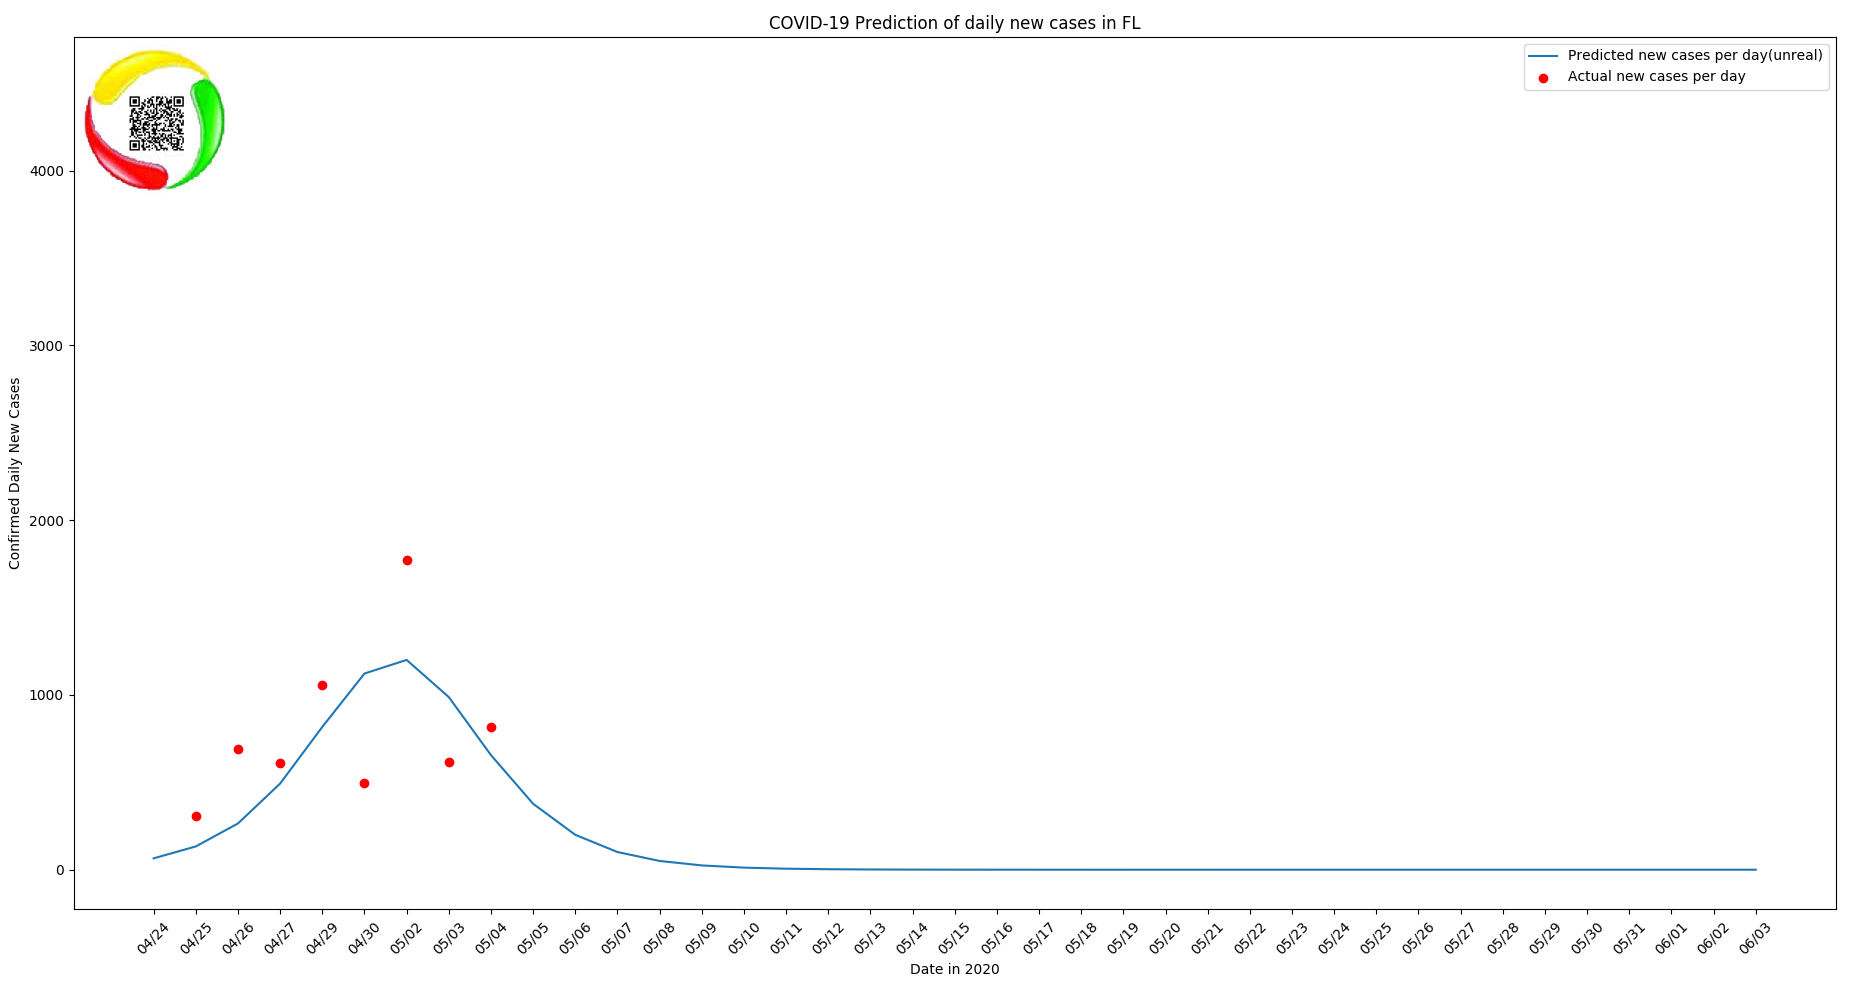 COVID-19 Prediction of daily new cases in FL
Predicted new cases per day(unreal)
Actual new cases per day
Confirmed Daily New Cases
4000
3000
2000
1000
0
04/24 04/25 04/26 04/27 04/29 04/30 05/02 05/03 05/04 05/05 05/06 05/07 05/08 05/09 05/10 05/11 05/12 05/13 05/14 05/15 05/16 05/17 05/18 05/19 05/20 05/21 05/22 05/23 05/24 05/25 05/26 05/27 05/28 05/29 05/30 05/31 06/01 06/02 06/03
Date in 2020